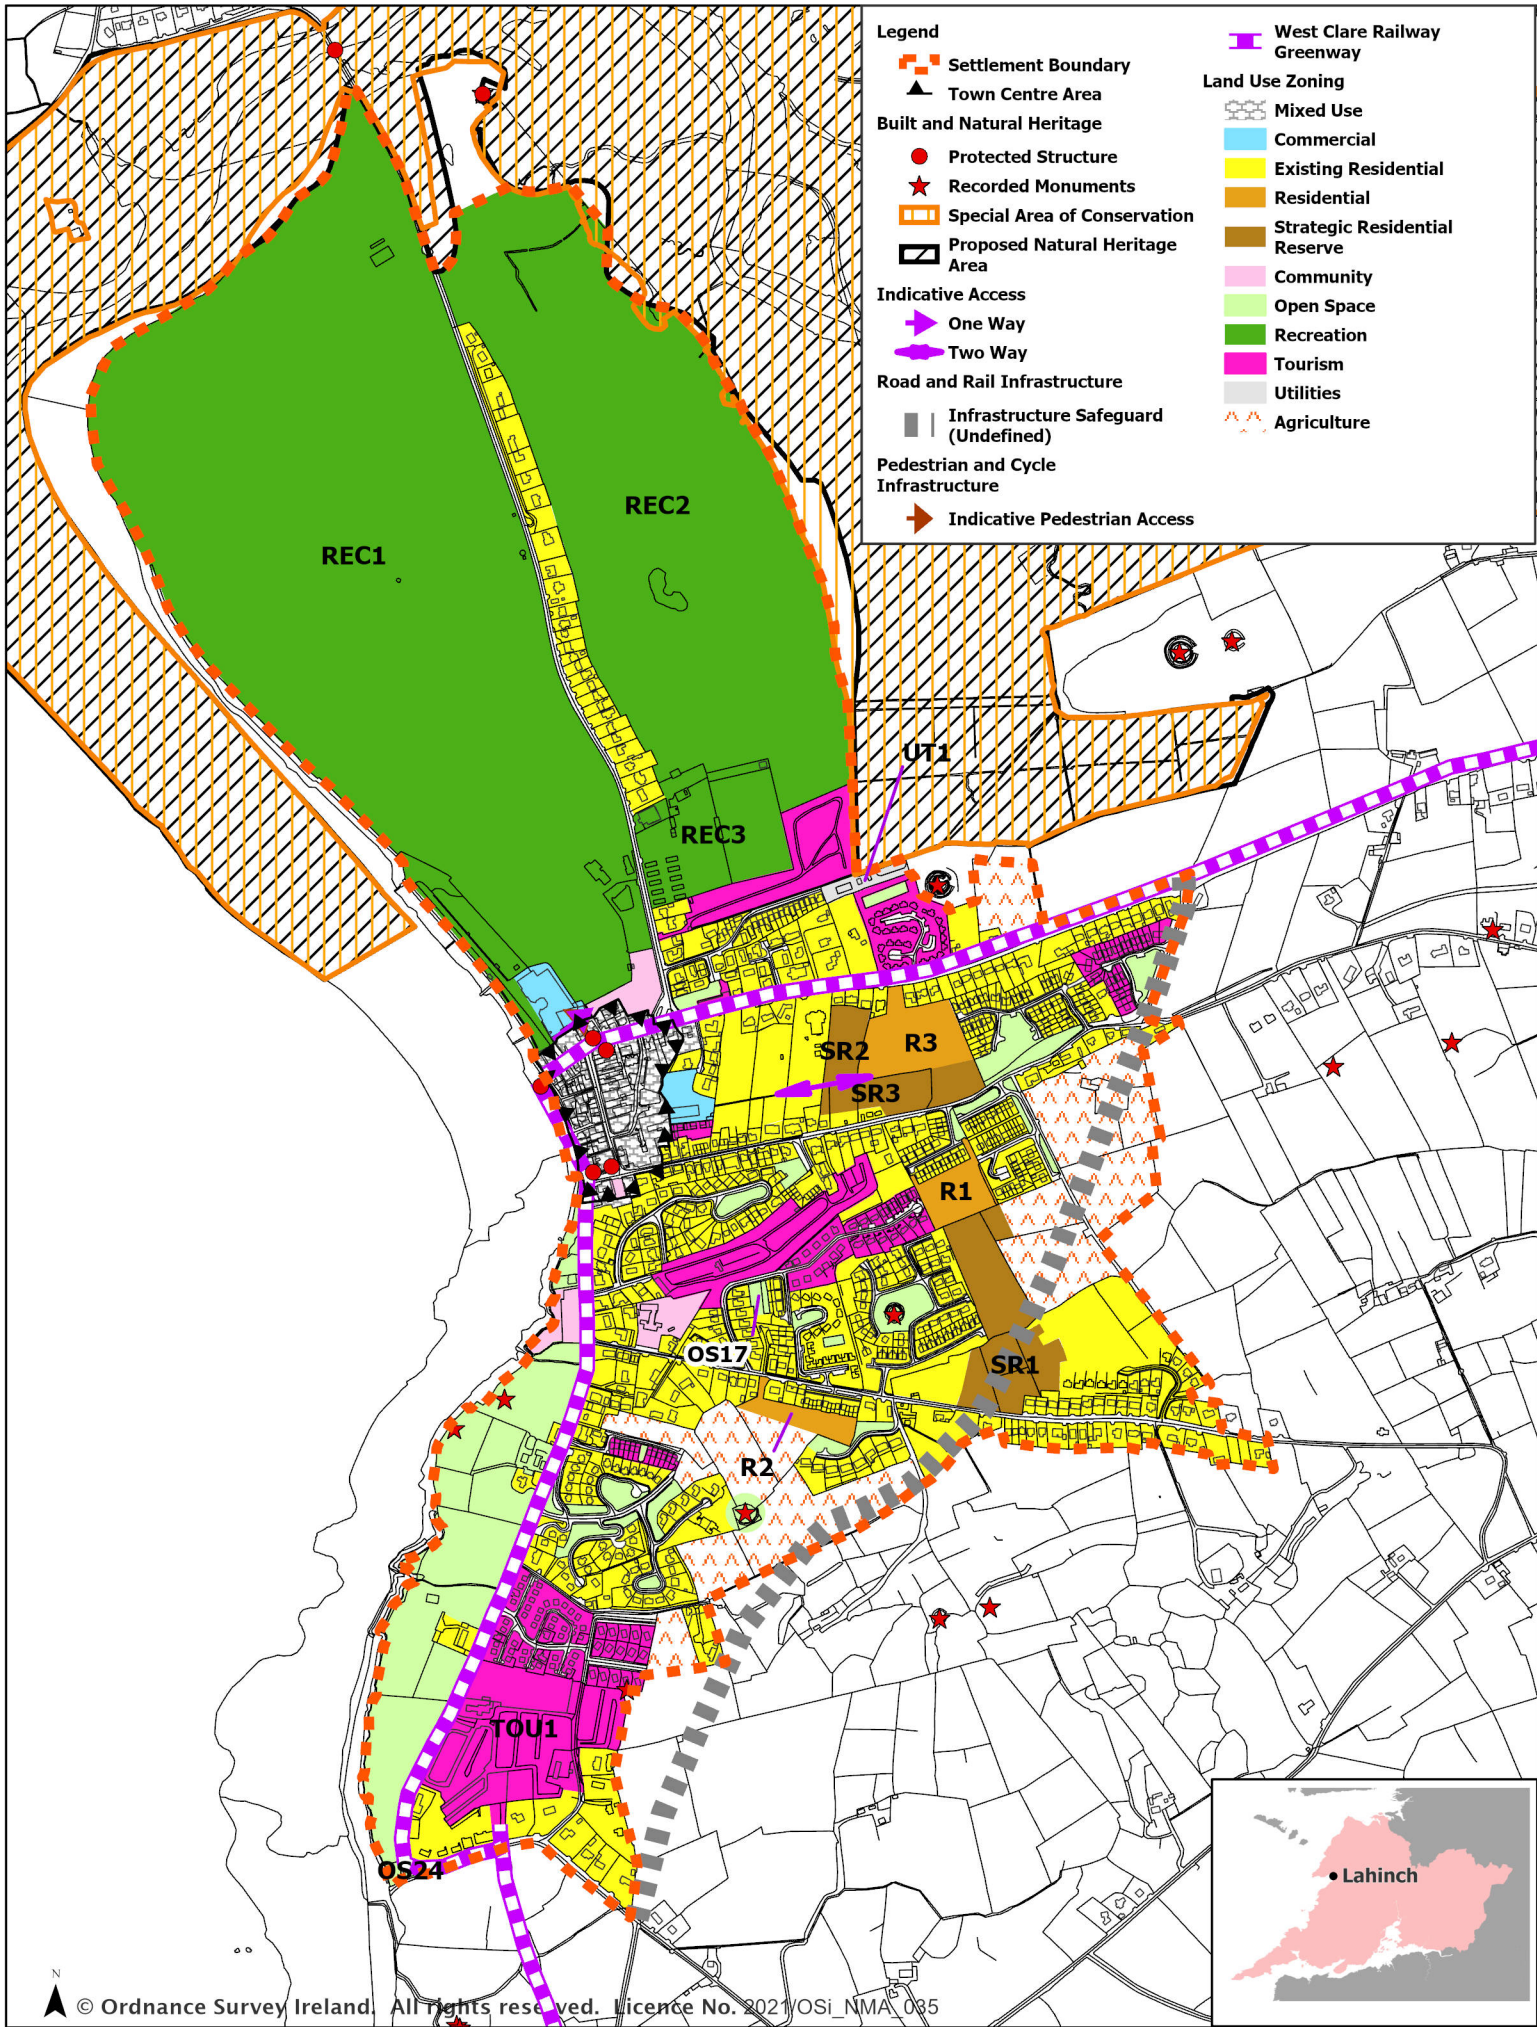 Legend
Settlement Boundary
Town Centre Area
Built and Natural Heritage
Protected Structure
Recorded Monuments
Special Area of Conservation
Proposed Natural Heritage
Area
Indicative Access
One Way
Two Way
Road and Rail Infrastructure
Infrastructure Safeguard
(Undefined)
Pedestrian and Cycle
Infrastructure
Indicative Pedestrian Access
West Clare Railway
Greenway
Land Use Zoning
Mixed Use
Commercial
Existing Residential
Residential
Strategic Residential
Reserve
Community
Open Space
Recreation
Tourism
Utilities
Agriculture
REC2
REC1
UT1
REC3
R3
SR2
SR3
R1
OS17
SR1
R2
TOU1
OS24
Lahinch
N
© Ordnance Survey Ireland. All rights reserved. Licence No. 2021/OSi_NMA_035